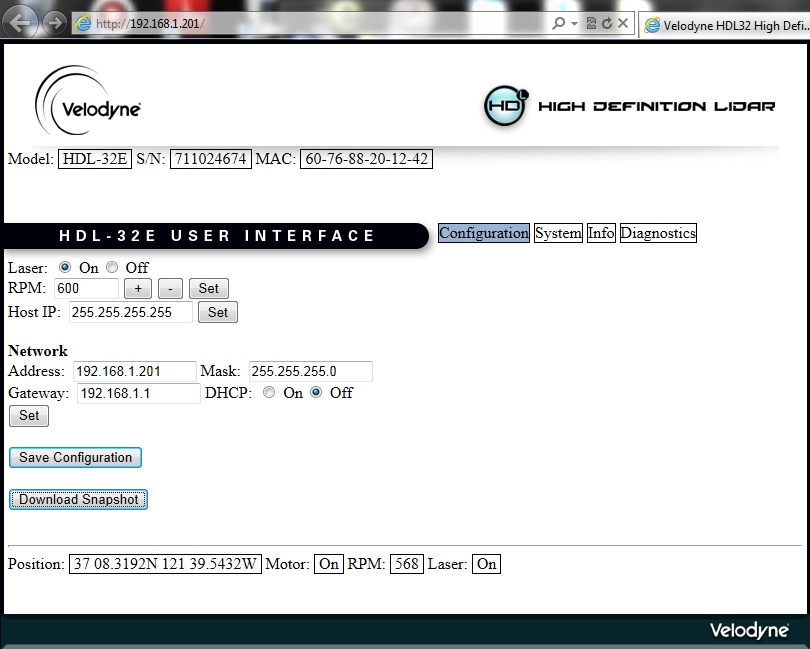 http://192.168.1.201/
Velodyne HDL32 High Defi...
Velodyne
HDL HIGH DEFINITION LIDAR
Model: HDL-32E S/N: 711024674 MAC: 60-76-88-20-12-42
HDL-32E USER INTERFACE Configuration System Info Diagnostics
Laser: On Off
RPM: 600 + - Set
Host IP: 255.255.255.255 Set
Network
Address: 192.168.1.201 Mask: 255.255.255.0
Gateway: 192.168.1.1 DHCP: On Off
Set
Save Configuration
Download Snapshot
Position: 37 08.3192N 121 39.5432W Motor: On RPM: 568 Laser: On
Velodyne